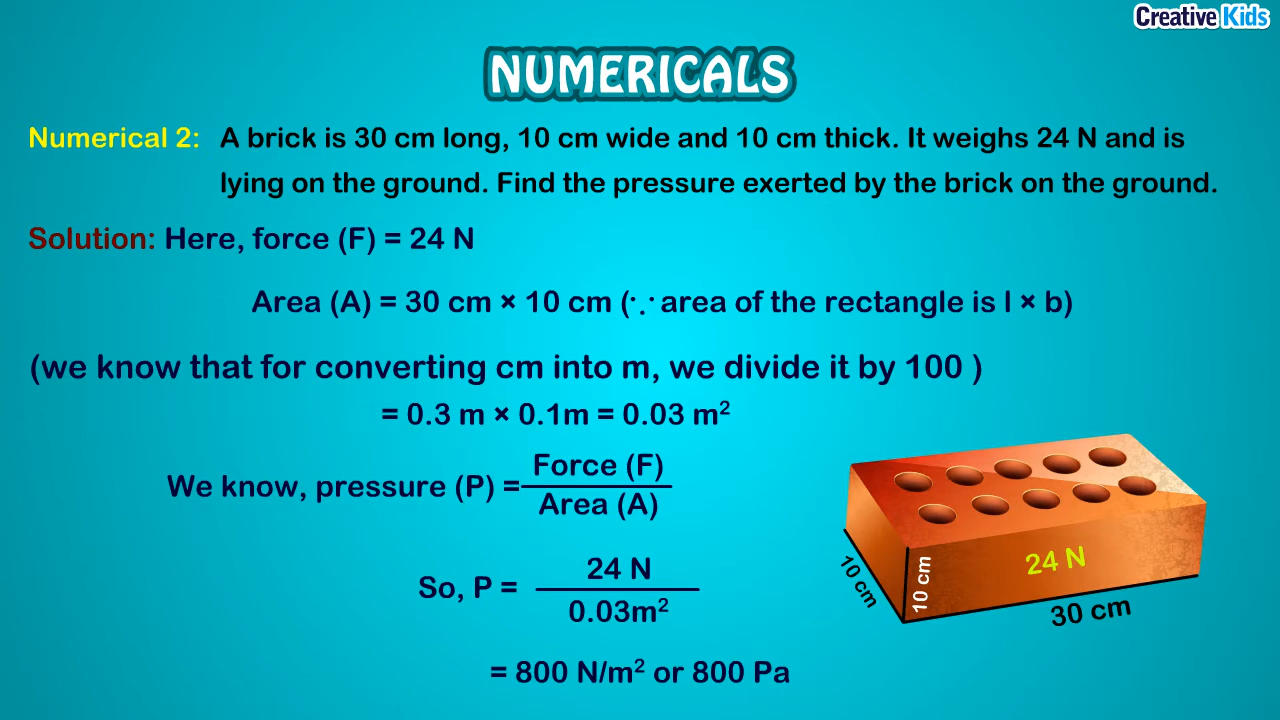 Creative Kids
NUMERICALS
Numerical 2: A brick is 30 cm long, 10 cm wide and 10 cm thick. It weighs 24 N and is
lying on the ground. Find the pressure exerted by the brick on the ground.
Solution: Here, force (F) = 24 N
Area (A) = 30 cm × 10 cm (∵ area of the rectangle is l × b)
(we know that for converting cm into m, we divide it by 100 )
= 0.3 m × 0.1m = 0.03 m²
Force (F)
We know, pressure (P) =
Area (A)
24 N
So, P =
0.03m²
= 800 N/m² or 800 Pa
10 cm
10 cm
24 N
30 cm